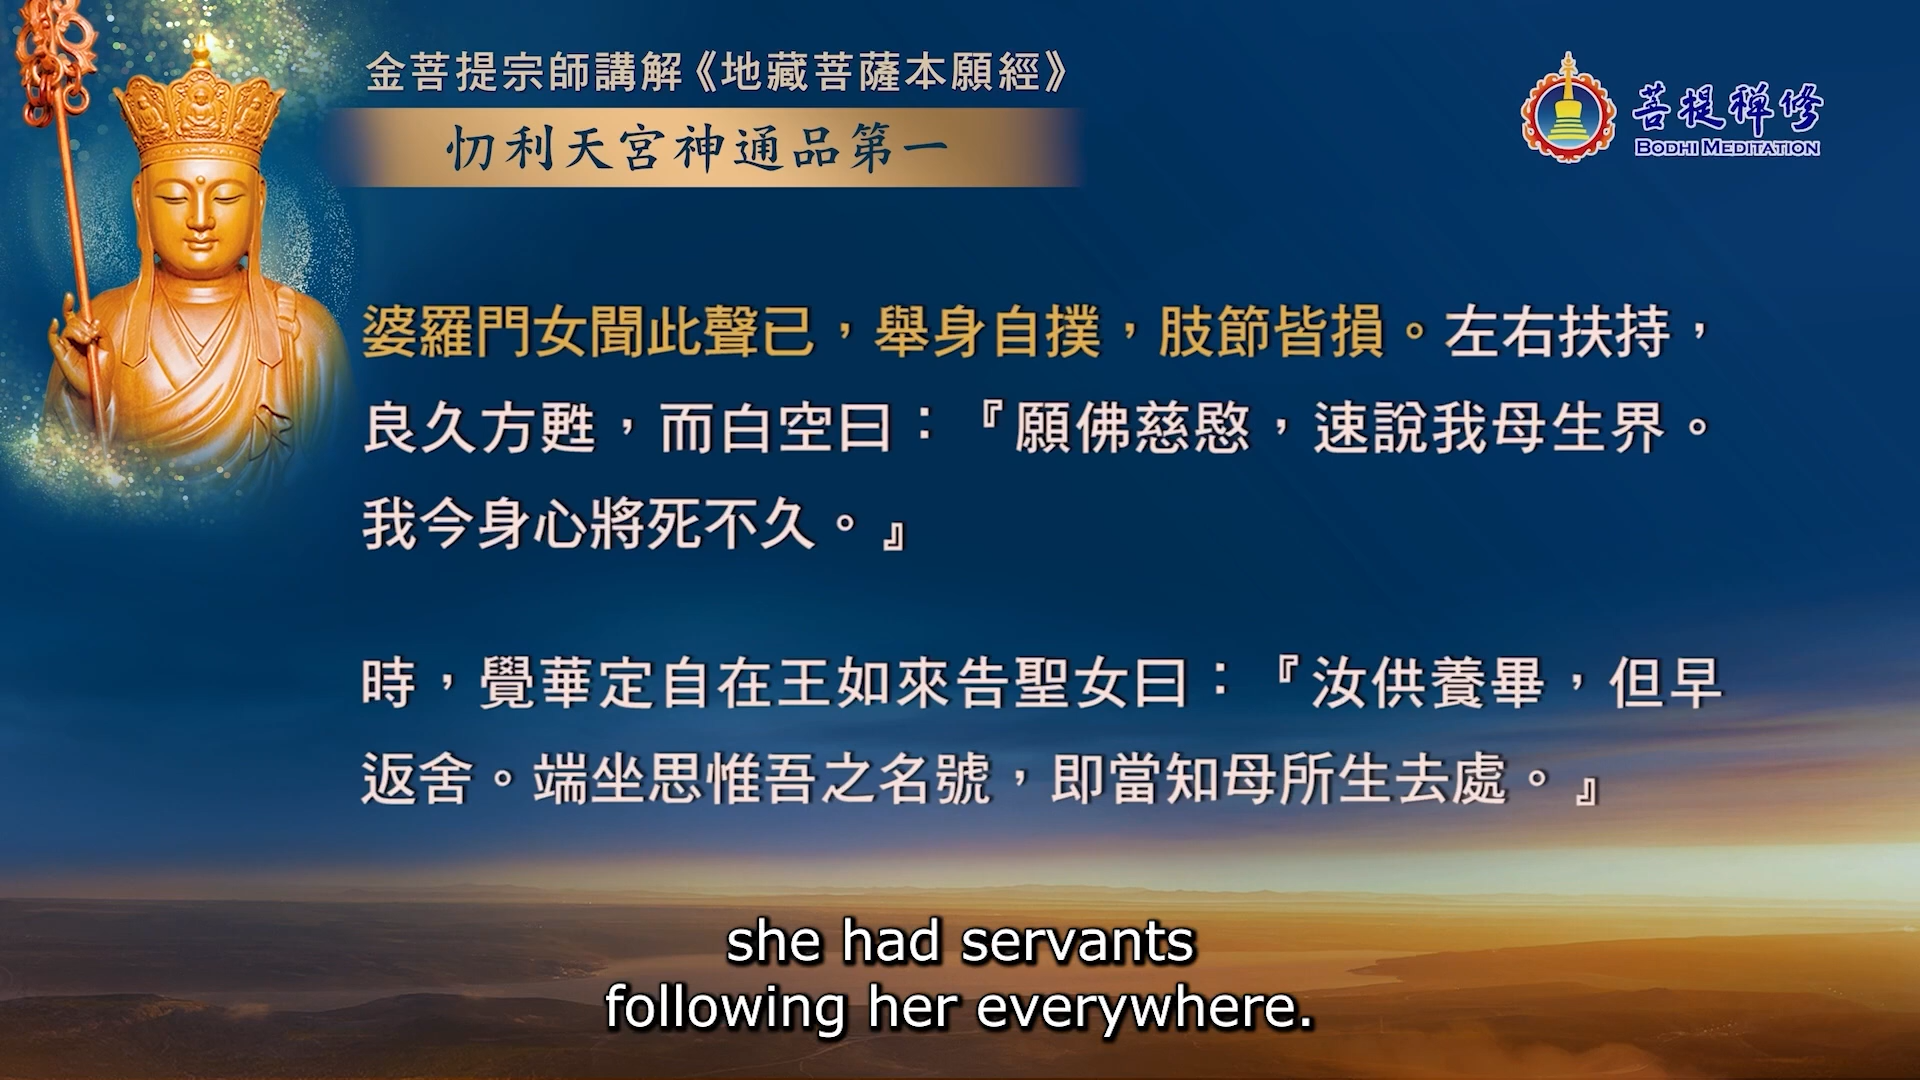 金菩提宗師講解《地藏菩薩本願經》
忉利天宮神通品第一
菩提禪修
BODHI MEDITATION
婆羅門女聞此聲已，舉身自撲，肢節皆損。左右扶持，
良久方甦，而白空曰：『願佛慈愍，速說我母生界。
我今身心將死不久。』
時，覺華定自在王如來告聖女曰：『汝供養畢，但早
返舍。端坐思惟吾之名號，即當知母所生去處。』
she had servants
following her everywhere.